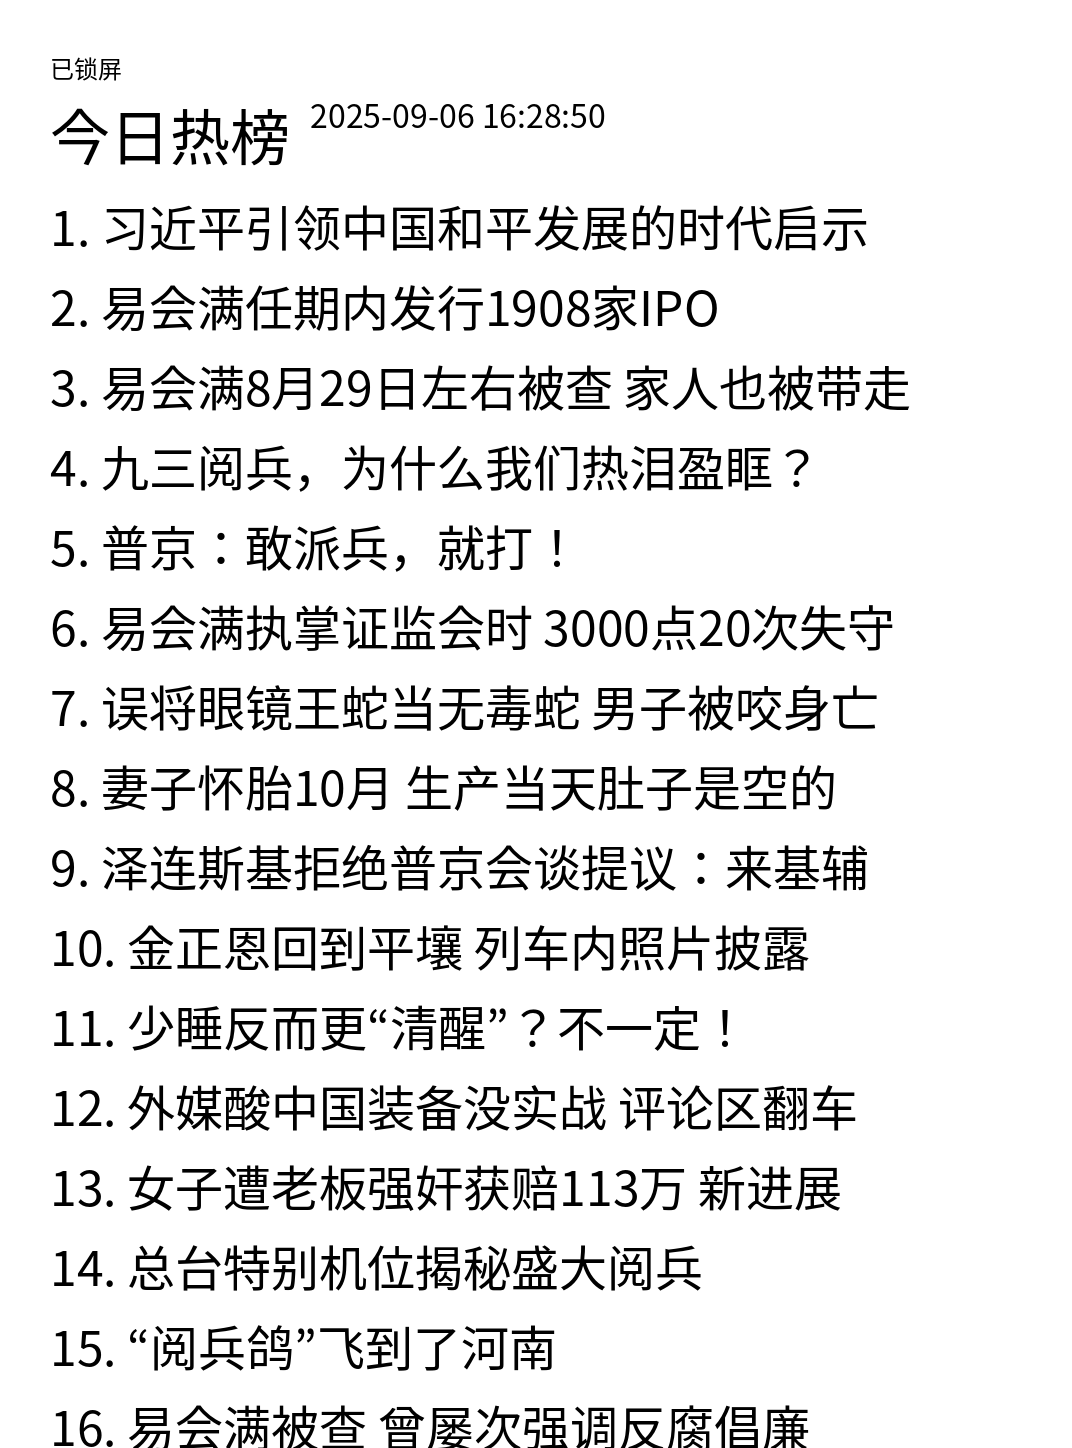 已锁屏
今日热榜 2025-09-06 16:28:50
1. 习近平引领中国和平发展的时代启示
2. 易会满任期内发行1908家IPO
3. 易会满8月29日左右被查 家人也被带走
4. 九三阅兵，为什么我们热泪盈眶？
5. 普京：敢派兵，就打！
6. 易会满执掌证监会时 3000点20次失守
7. 误将眼镜王蛇当无毒蛇 男子被咬身亡
8. 妻子怀胎10月 生产当天肚子是空的
9. 泽连斯基拒绝普京会谈提议：来基辅
10. 金正恩回到平壤 列车内照片披露
11. 少睡反而更“清醒”？不一定！
12. 外媒酸中国装备没实战 评论区翻车
13. 女子遭老板强奸获赔113万 新进展
14. 总台特别机位揭秘盛大阅兵
15. “阅兵鸽”飞到了河南
16. 易会满被查 曾屡次强调反腐倡廉